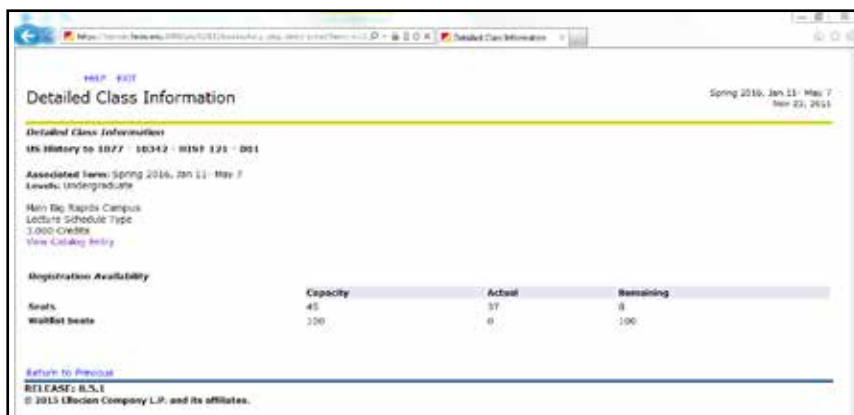 Detailed Class Information
HELP EXIT
Detailed Class Information
Spring 2016, Jan 11- May 7
Nov 23, 2015
Detailed Class Information
US History to 1877 - 10342 - HIST 121 - 001
Associated Term: Spring 2016, Jan 11- May 7
Levels: Undergraduate
Main Big Rapids Campus
Lecture Schedule Type
3.000 Credits
View Catalog Entry
Registration Availability
Capacity Actual Remaining
Seats 45 37 8
Waitlist Seats 100 0 100
Return to Previous
RELEASE: 8.5.1
© 2015 Ellucian Company L.P. and its affiliates.